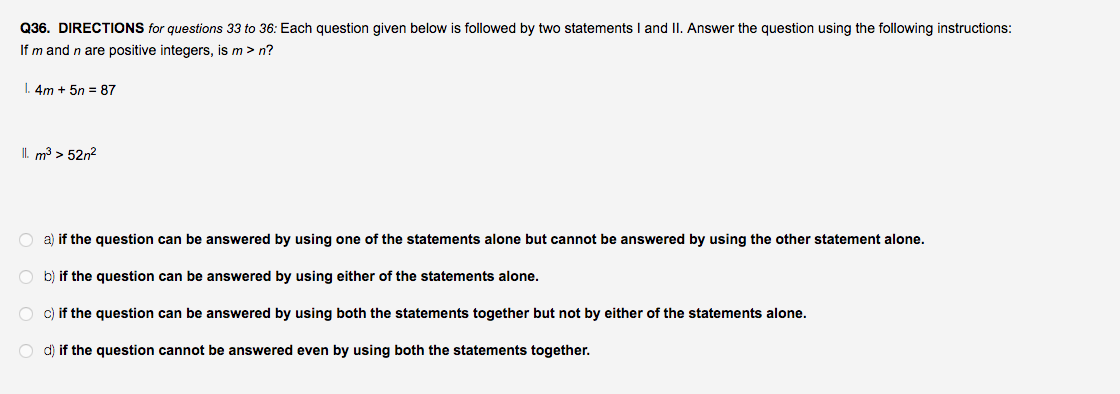 Q36. DIRECTIONS for questions 33 to 36: Each question given below is followed by two statements I and II. Answer the question using the following instructions:
If m and n are positive integers, is m > n?
I. 4m + 5n = 87
II. m³ > 52n²
a) if the question can be answered by using one of the statements alone but cannot be answered by using the other statement alone.
b) if the question can be answered by using either of the statements alone.
c) if the question can be answered by using both the statements together but not by either of the statements alone.
d) if the question cannot be answered even by using both the statements together.